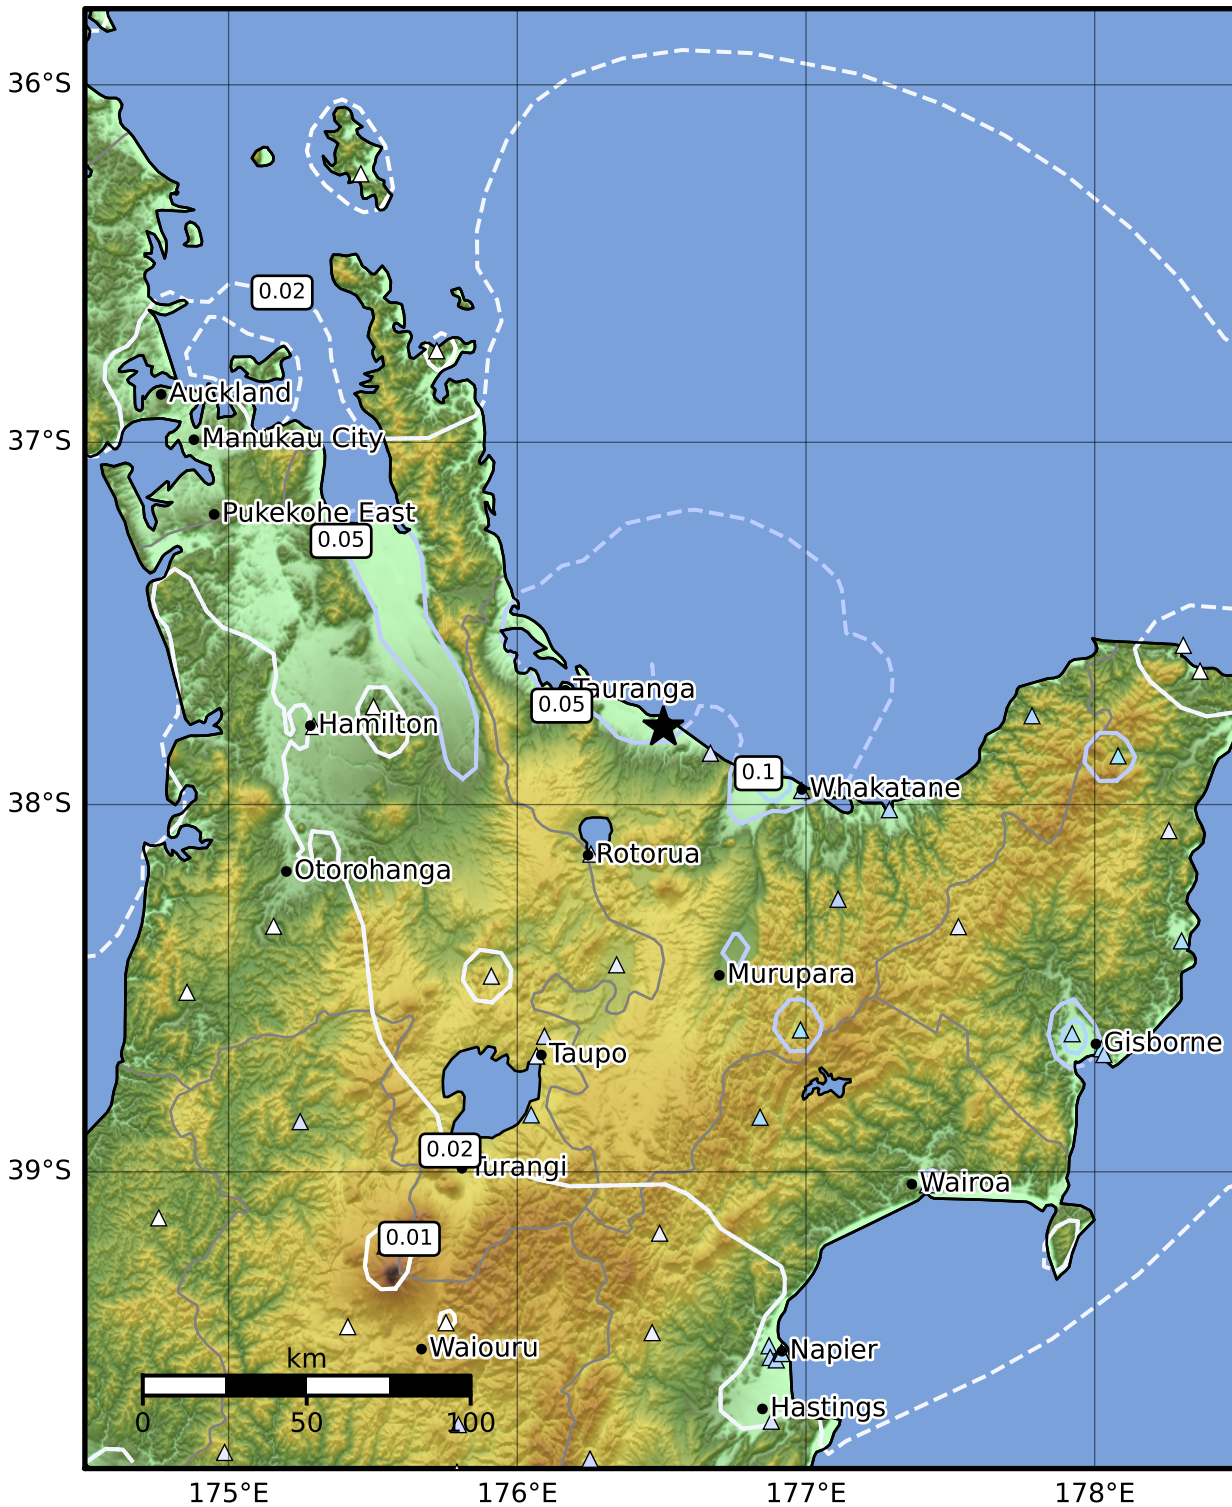 36°S
0.02
Auckland
37°S
Manukau City
Pukekohe East
0.05
Tauranga
0.05
Hamilton
0.1
Whakatane
38°S
Rotorua
Otorohanga
Murupara
Gisborne
Taupo
0.02
Turangi
39°S
Wairoa
0.01
Waiouru
Napier
km
Hastings
0 50 100
175°E 176°E 177°E 178°E